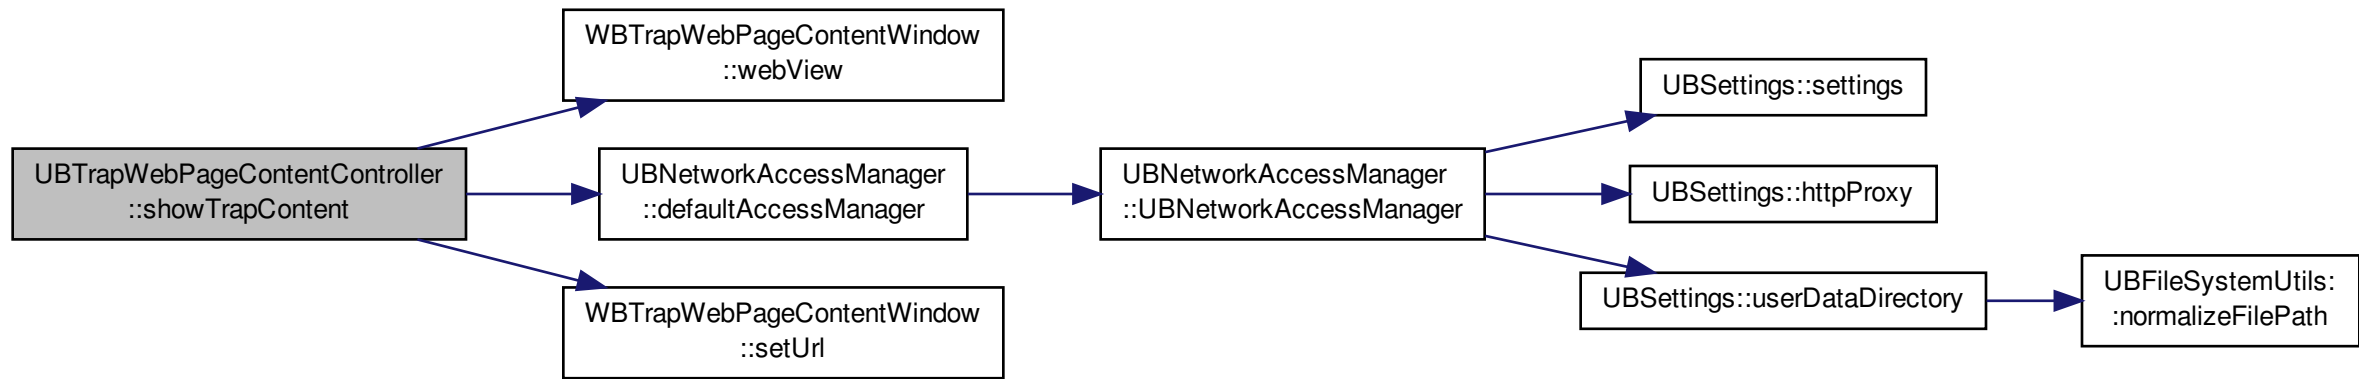 WBTrapWebPageContentWindow
::webView
UBSettings::settings
UBTrapWebPageContentController
::showTrapContent
UBNetworkAccessManager
::defaultAccessManager
UBNetworkAccessManager
::UBNetworkAccessManager
UBSettings::httpProxy
WBTrapWebPageContentWindow
::setUrl
UBSettings::userDataDirectory
UBFileSystemUtils:
:normalizeFilePath